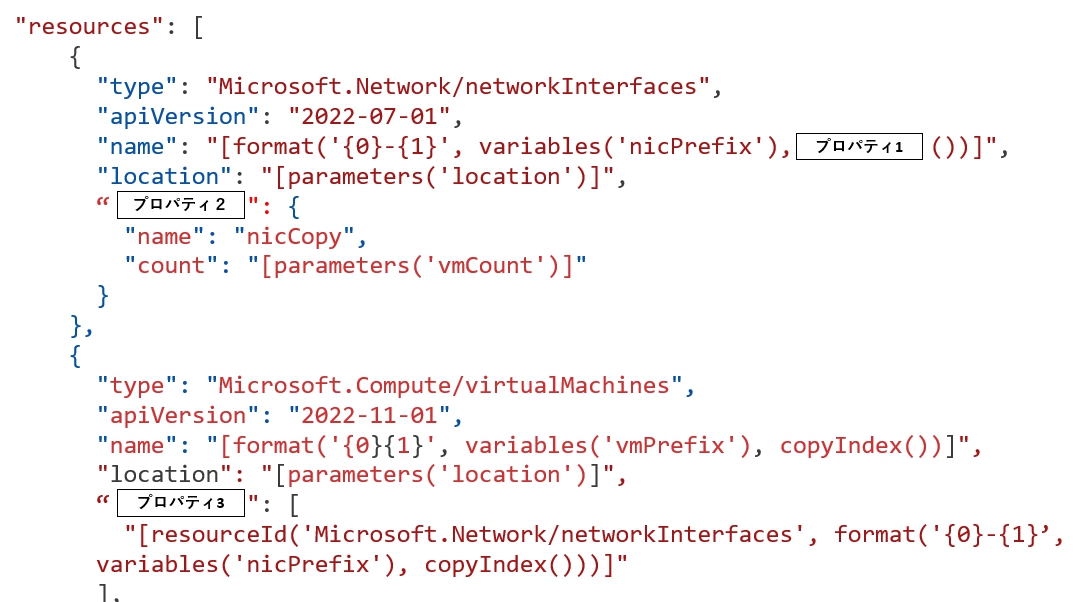 "resources": [
{
"type": "Microsoft.Network/networkInterfaces",
"apiVersion": "2022-07-01",
"name": "[format('{0}-{1}', variables('nicPrefix'), プロパティ1 ())]",
"location": "[parameters('location')]",
“ プロパティ２ ": {
"name": "nicCopy",
"count": "[parameters('vmCount')]"
}
},
{
"type": "Microsoft.Compute/virtualMachines",
"apiVersion": "2022-11-01",
"name": "[format('{0}{1}', variables('vmPrefix'), copyIndex())]",
"location": "[parameters('location')]",
“ プロパティ3 ": [
"[resourceId('Microsoft.Network/networkInterfaces', format('{0}-{1}’,
variables('nicPrefix'), copyIndex()))]"
],